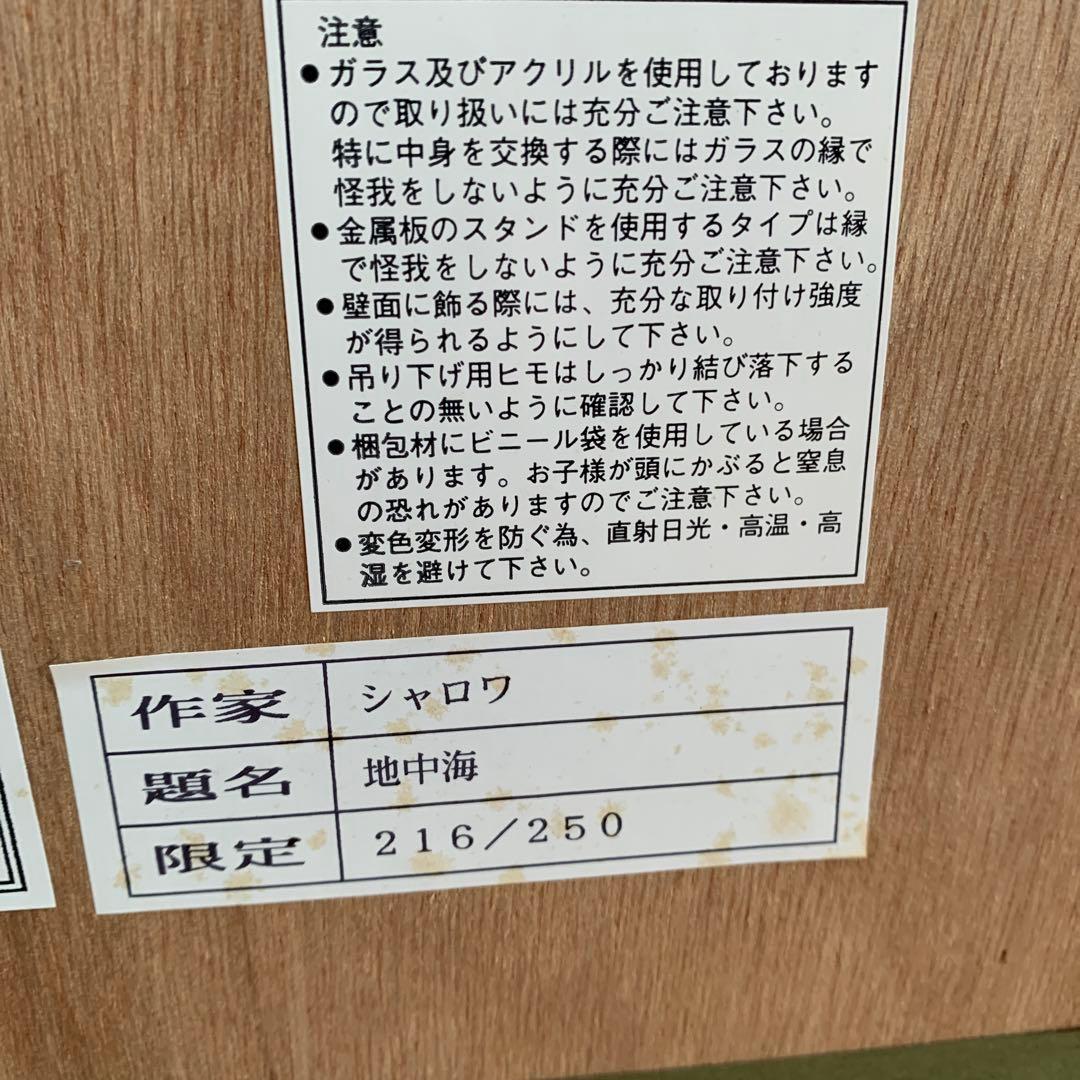 注意
●ガラス及びアクリルを使用しております
ので取り扱いには充分ご注意下さい。
特に中身を交換する際にはガラスの縁で
怪我をしないように充分ご注意下さい。
●金属板のスタンドを使用するタイプは縁
で怪我をしないように充分ご注意下さい。
●壁面に飾る際には、充分な取り付け強度
が得られるようにして下さい。
●吊り下げ用ヒモはしっかり結び落下する
ことの無いように確認して下さい。
●梱包材にビニール袋を使用している場合
があります。お子様が頭にかぶると窒息
の恐れがありますのでご注意下さい。
●変色変形を防ぐ為、直射日光・高温・高
湿を避けて下さい。
作家 シャロワ
題名 地中海
限定 216／250